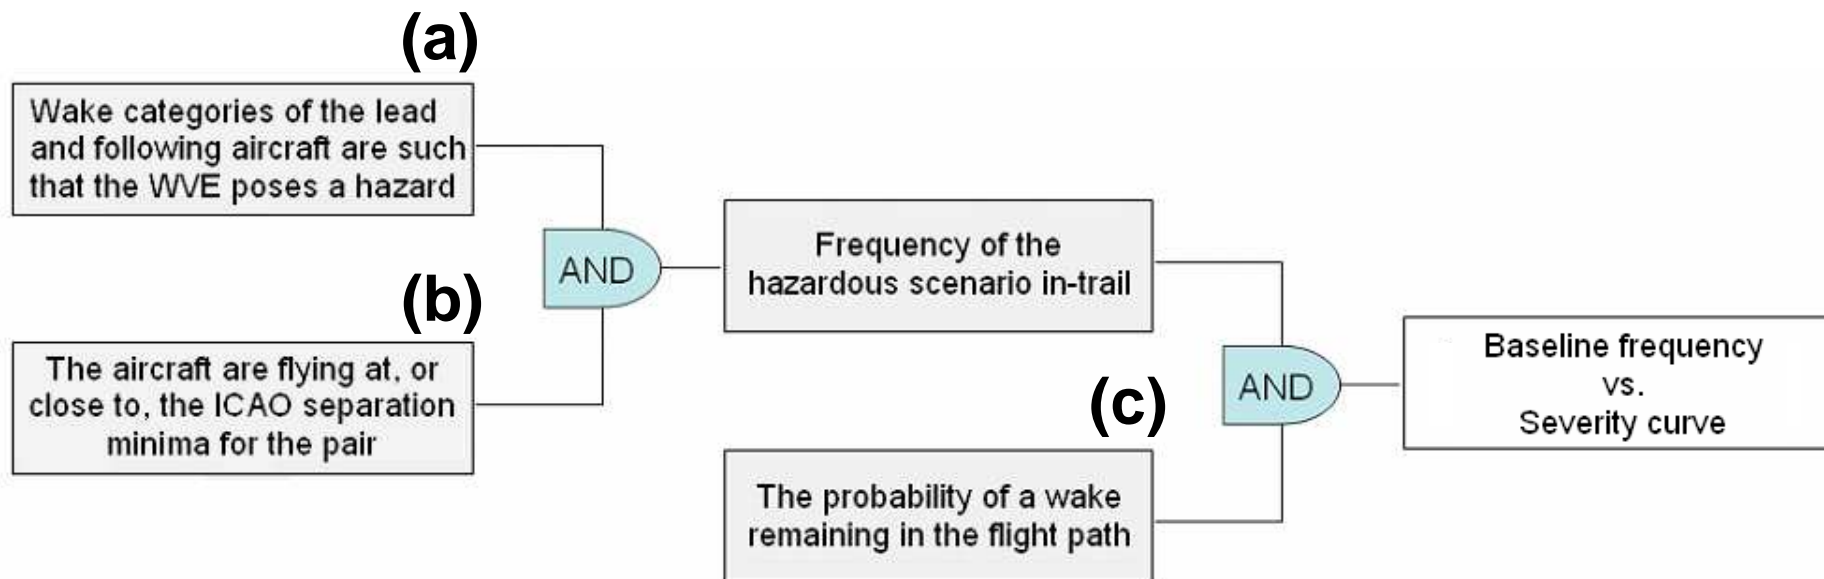 (a)
Wake categories of the lead
and following aircraft are such
that the WVE poses a hazard
AND
(b)
The aircraft are flying at, or
close to, the ICAO separation
minima for the pair
Frequency of the
hazardous scenario in-trail
AND
(c)
The probability of a wake
remaining in the flight path
Baseline frequency
vs.
Severity curve